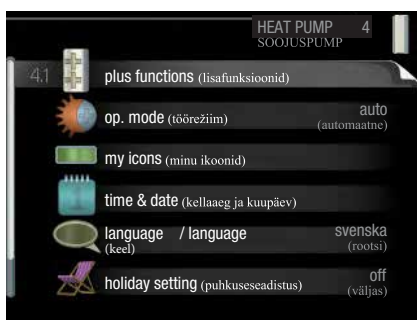 HEAT PUMP 4
SOOJUSPUMP
4.1 plus functions (lisafunksioonid)
op. mode (töörežiim) auto
(automaatne)
my icons (minu ikoonid)
time & date (kellaaeg ja kuupäev)
language / language svenska
(keel) (rootsi)
holiday setting (puhkuseseadistus) off
(väljas)